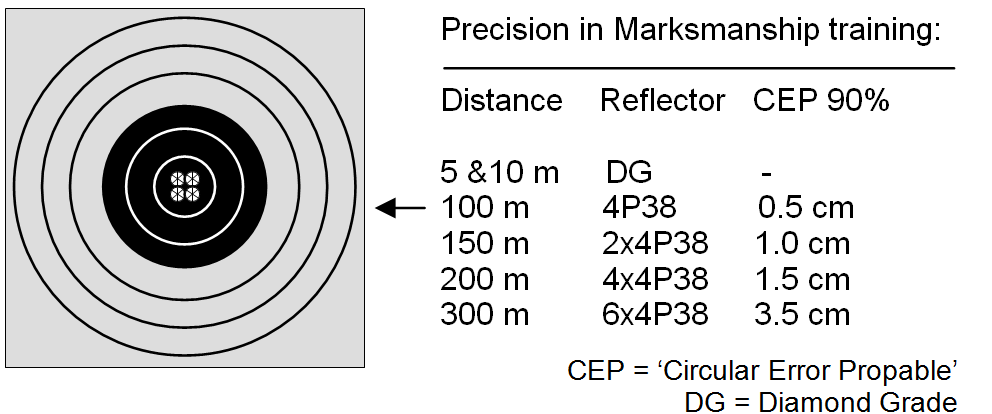 Precision in Marksmanship training:
Distance Reflector CEP 90%
5 &10 m DG -
100 m 4P38 0.5 cm
150 m 2x4P38 1.0 cm
200 m 4x4P38 1.5 cm
300 m 6x4P38 3.5 cm
CEP = ‘Circular Error Propable’
DG = Diamond Grade